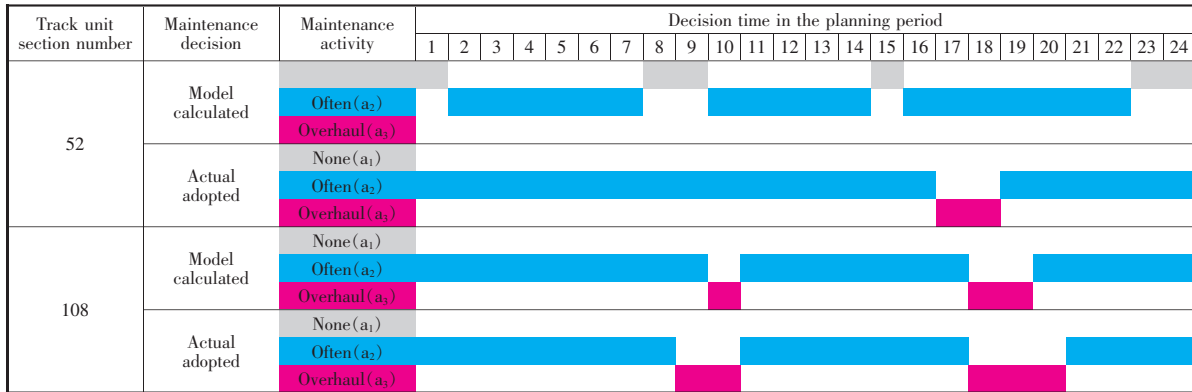 Track unit section number
Maintenance decision
Maintenance activity
Decision time in the planning period
1 2 3 4 5 6 7 8 9 10 11 12 13 14 15 16 17 18 19 20 21 22 23 24
52
Model calculated
Often(a₂)
Overhaul(a₃)
Actual adopted
None(a₁)
Often(a₂)
Overhaul(a₃)
108
Model calculated
None(a₁)
Often(a₂)
Overhaul(a₃)
Actual adopted
None(a₁)
Often(a₂)
Overhaul(a₃)